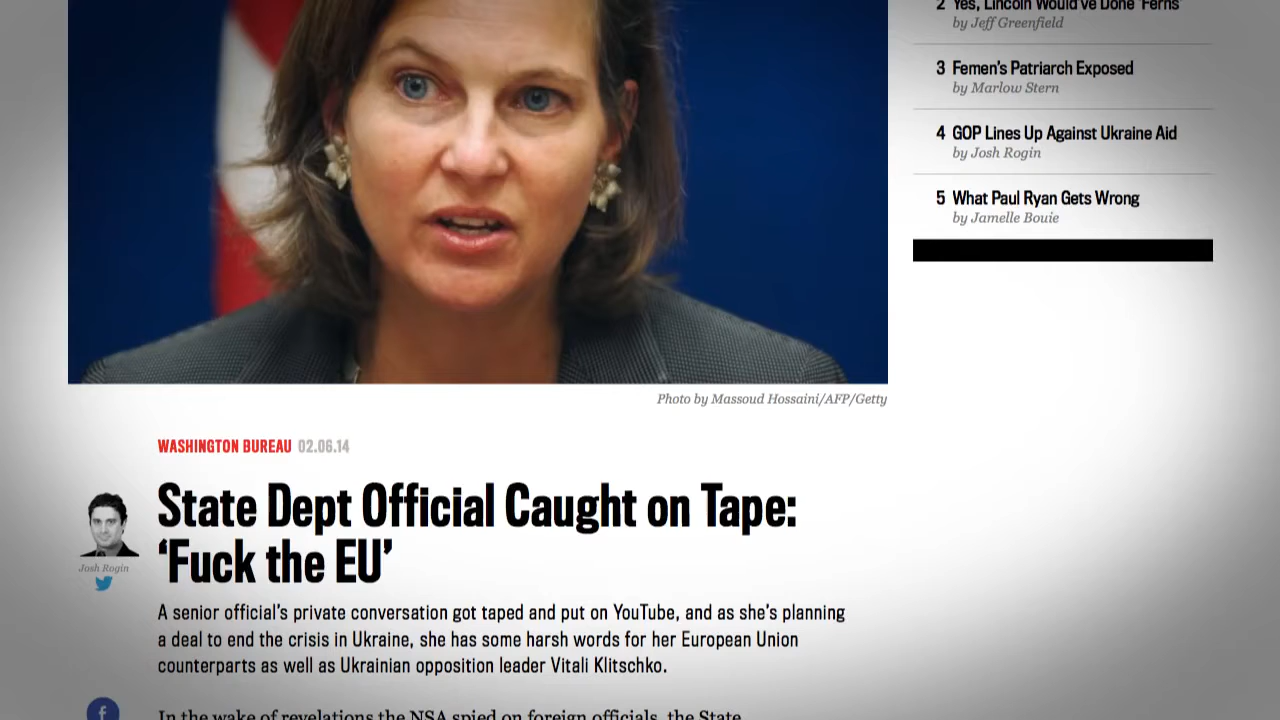 2 Yes, Lincoln Would've Done 'Ferns'
by Jeff Greenfield
3 Femen's Patriarch Exposed
by Marlow Stern
4 GOP Lines Up Against Ukraine Aid
by Josh Rogin
5 What Paul Ryan Gets Wrong
by Jamelle Bouie
Photo by Massoud Hossaini/AFP/Getty
WASHINGTON BUREAU 02.06.14
State Dept Official Caught on Tape:
‘Fuck the EU’
Josh Rogin
A senior official’s private conversation got taped and put on YouTube, and as she’s planning
a deal to end the crisis in Ukraine, she has some harsh words for her European Union
counterparts as well as Ukrainian opposition leader Vitali Klitschko.
f
In the wake of revelations the NSA spied on foreign officials, the State